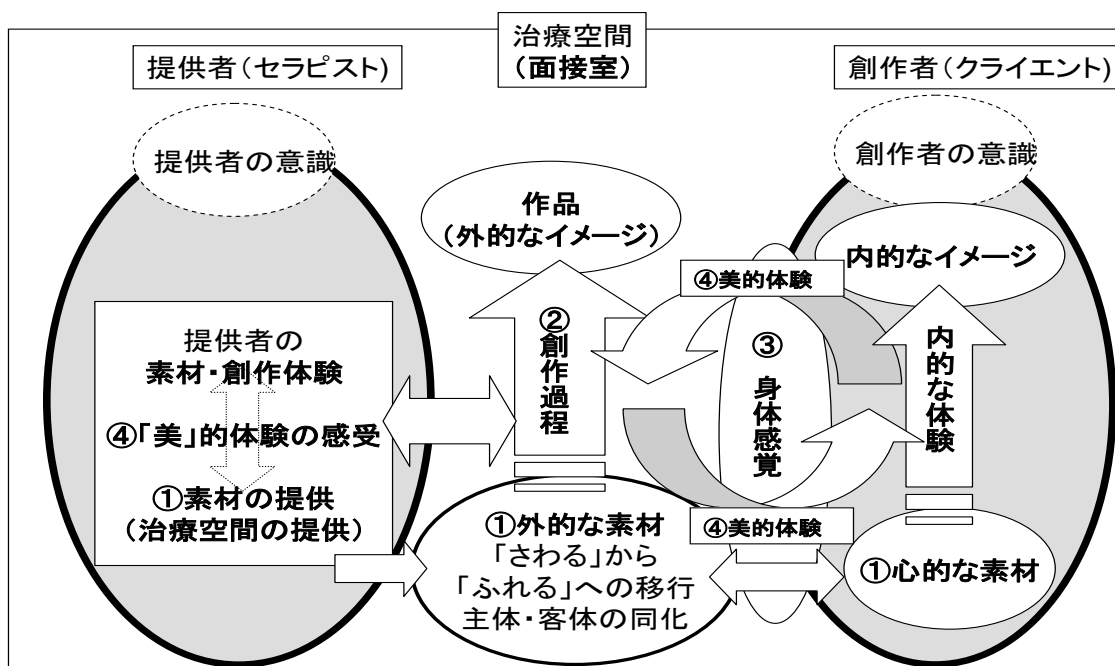 治療空間
(面接室)
提供者(セラピスト)
創作者(クライエント)
提供者の意識
創作者の意識
作品
(外的なイメージ)
内的なイメージ
④美的体験
②創作過程
③身体感覚
内的な体験
提供者の
素材・創作体験
④「美」的体験の感受
①素材の提供
(治療空間の提供)
①外的な素材
「さわる」から
「ふれる」への移行
主体・客体の同化
④美的体験
①心的な素材